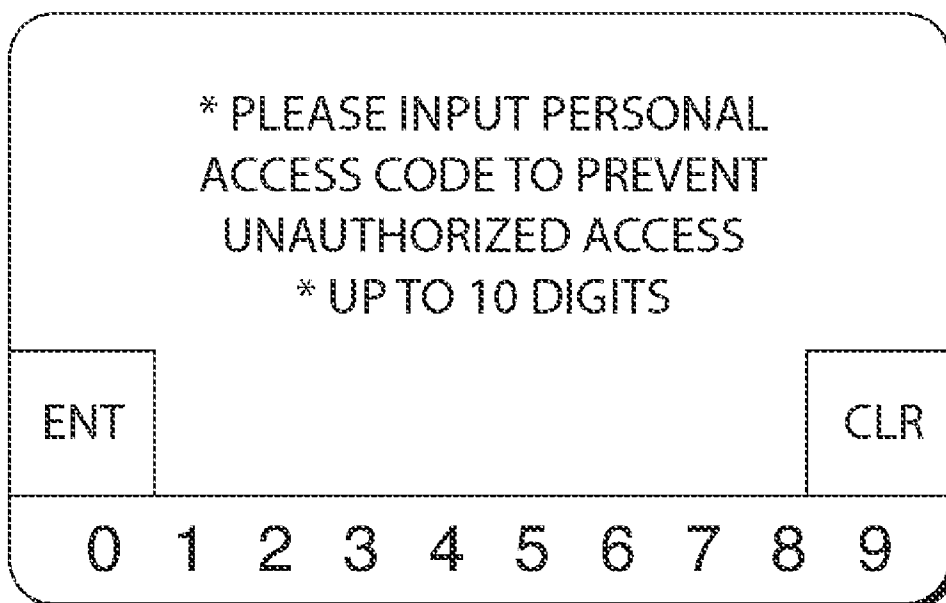 * PLEASE INPUT PERSONAL
ACCESS CODE TO PREVENT
UNAUTHORIZED ACCESS
* UP TO 10 DIGITS
ENT CLR
0 1 2 3 4 5 6 7 8 9